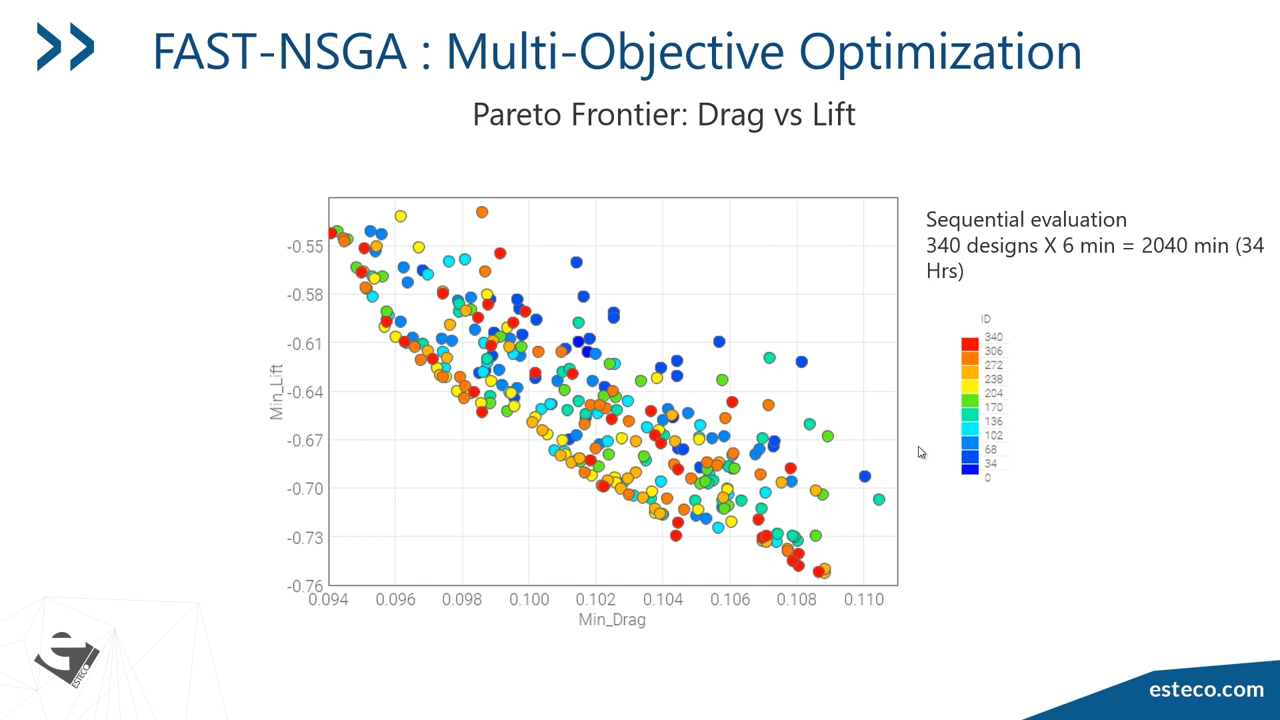 FAST-NSGA : Multi-Objective Optimization
Pareto Frontier: Drag vs Lift
Sequential evaluation
340 designs X 6 min = 2040 min (34
Hrs)
ID
340
306
272
238
204
170
136
102
68
34
0
Min_Lift
-0.55
-0.58
-0.61
-0.64
-0.67
-0.70
-0.73
-0.76
0.094 0.096 0.098 0.100 0.102 0.104 0.106 0.108 0.110
Min_Drag
ESTECO
esteco.com